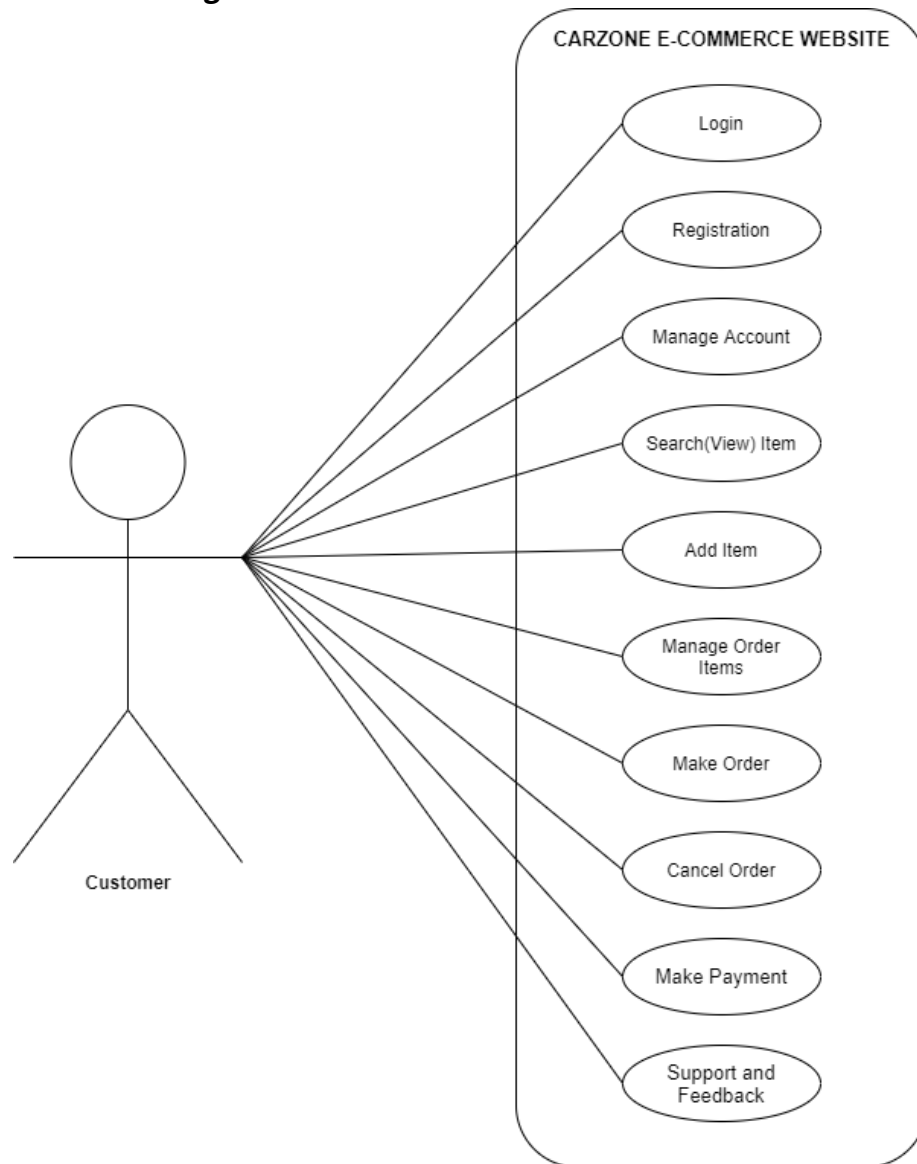 CARZONE E-COMMERCE WEBSITE
Login
Registration
Manage Account
Search(View) Item
Add Item
Manage Order
Items
Make Order
Cancel Order
Customer
Make Payment
Support and
Feedback